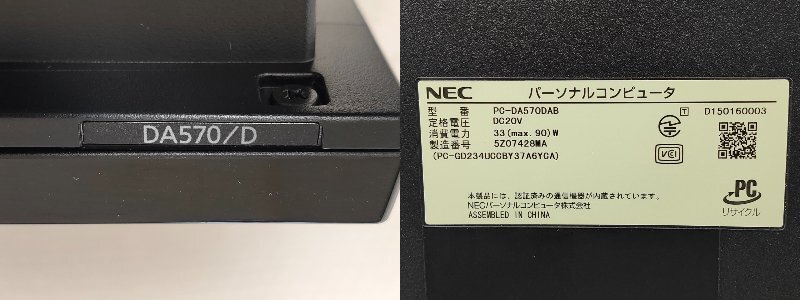 DA570/D
NEC パーソナルコンピュータ
型 番 PC-DA570DAB
T D150160003
定格電圧 DC20V
消費電力 33(max. 90)W
製造番号 5Z07428MA
(PC-GD234UCGBY37A6YGA)
VCCI
本製品には、認証済みの通信機器が内蔵されています。
NECパーソナルコンピュータ株式会社
ASSEMBLED IN CHINA
PC
リサイクル